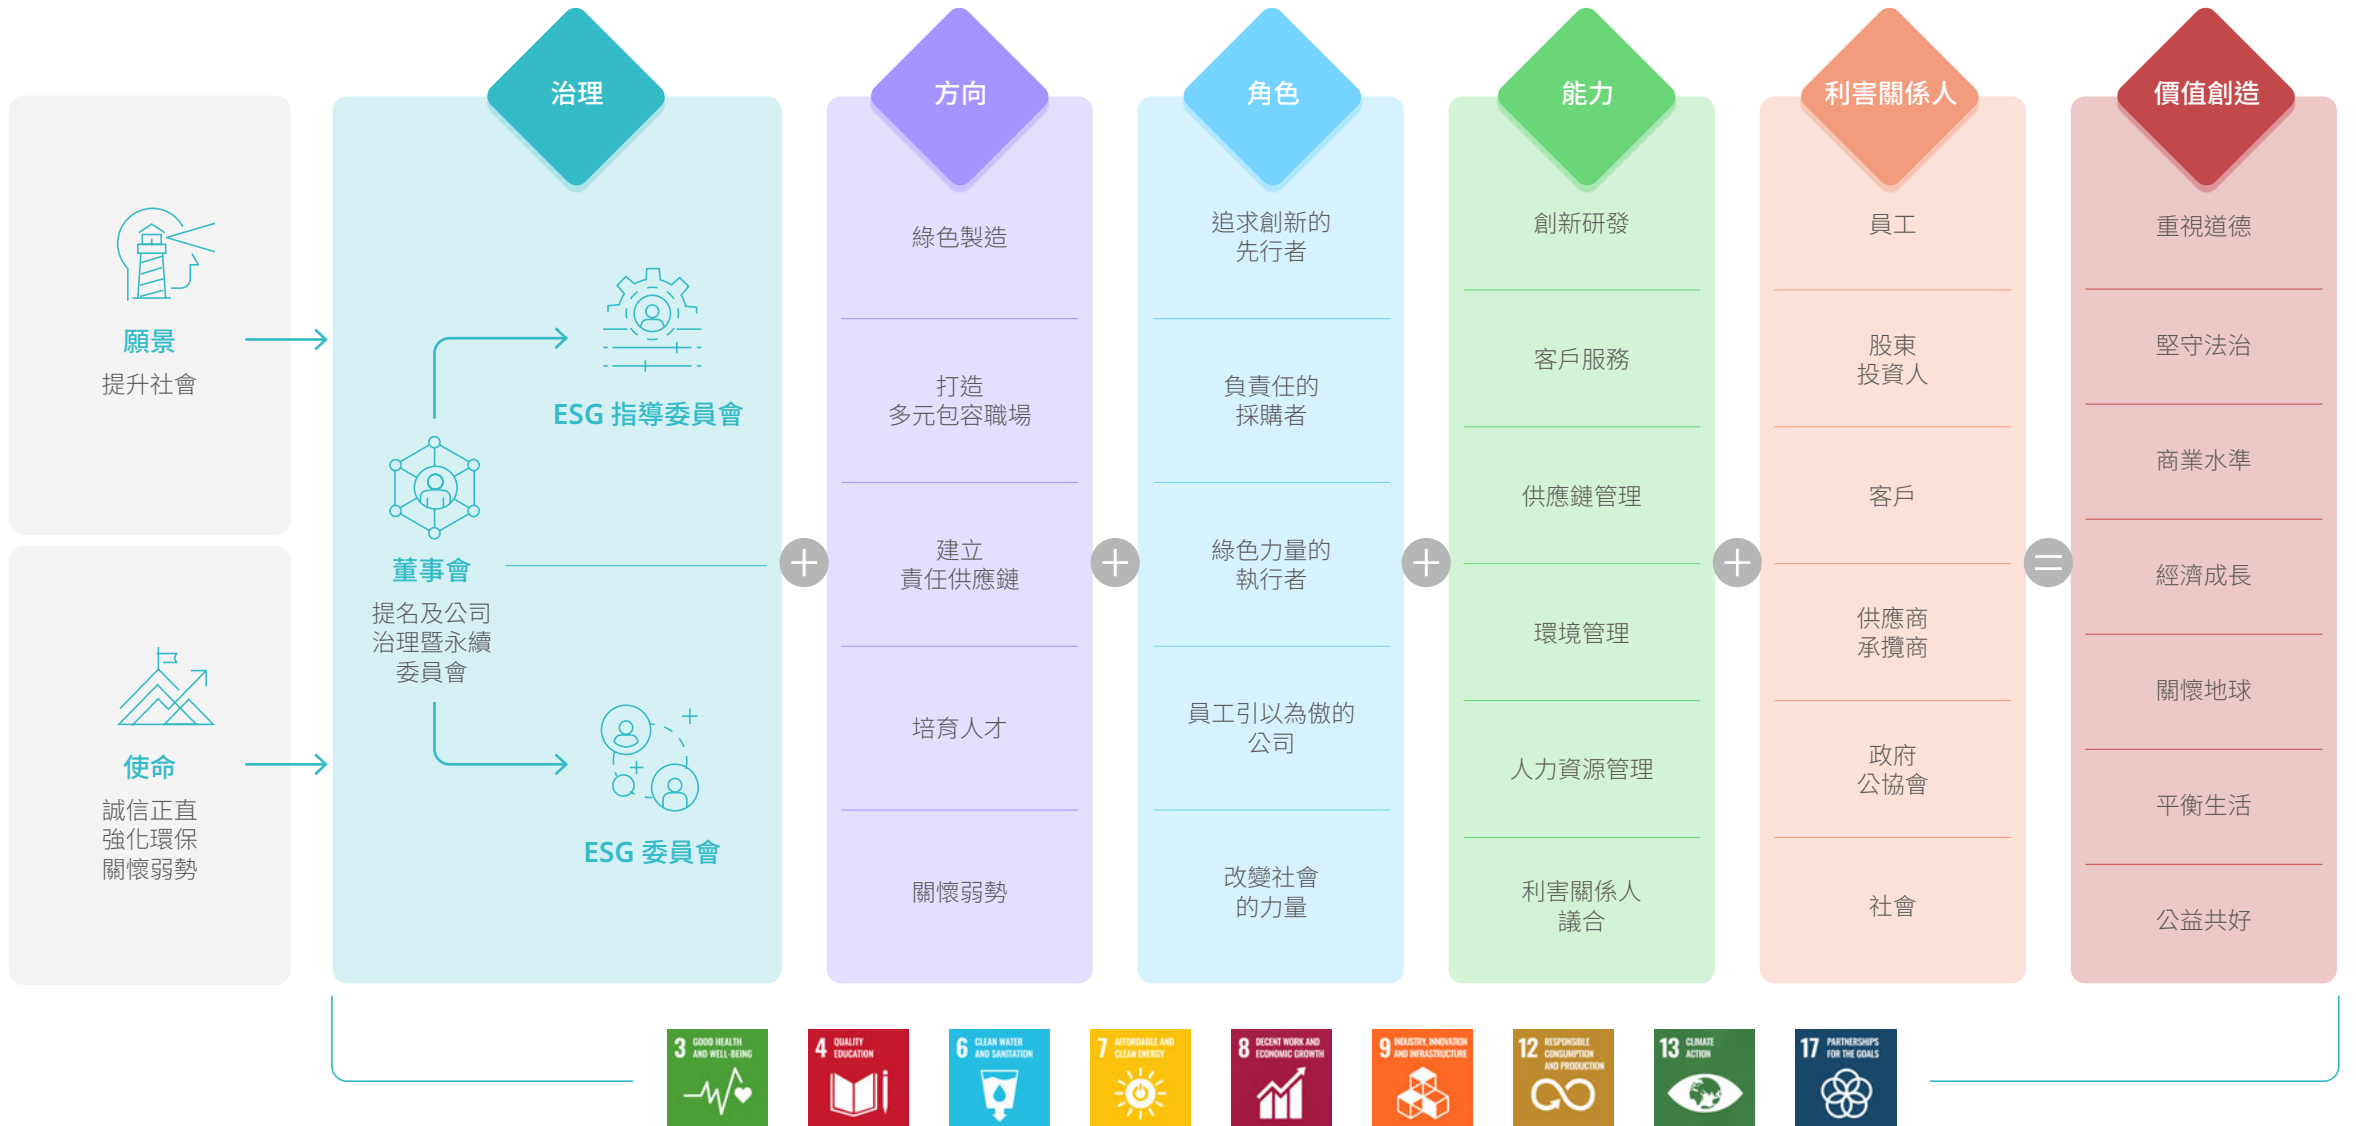 願景
提升社會
使命
誠信正直
強化環保
關懷弱勢
治理
董事會
提名及公司
治理暨永續
委員會
ESG 指導委員會
ESG 委員會
方向
綠色製造
打造
多元包容職場
建立
責任供應鏈
培育人才
關懷弱勢
角色
追求創新的
先行者
負責任的
採購者
綠色力量的
執行者
員工引以為傲的
公司
改變社會
的力量
能力
創新研發
客戶服務
供應鏈管理
環境管理
人力資源管理
利害關係人
議合
利害關係人
員工
股東
投資人
客戶
供應商
承攬商
政府
公協會
社會
價值創造
重視道德
堅守法治
商業水準
經濟成長
關懷地球
平衡生活
公益共好
3 GOOD HEALTH
AND WELL-BEING
4 QUALITY
EDUCATION
6 CLEAN WATER
AND SANITATION
7 AFFORDABLE AND
CLEAN ENERGY
8 DECENT WORK AND
ECONOMIC GROWTH
9 INDUSTRY, INNOVATION
AND INFRASTRUCTURE
12 RESPONSIBLE
CONSUMPTION
AND PRODUCTION
13 CLIMATE
ACTION
17 PARTNERSHIPS
FOR THE GOALS